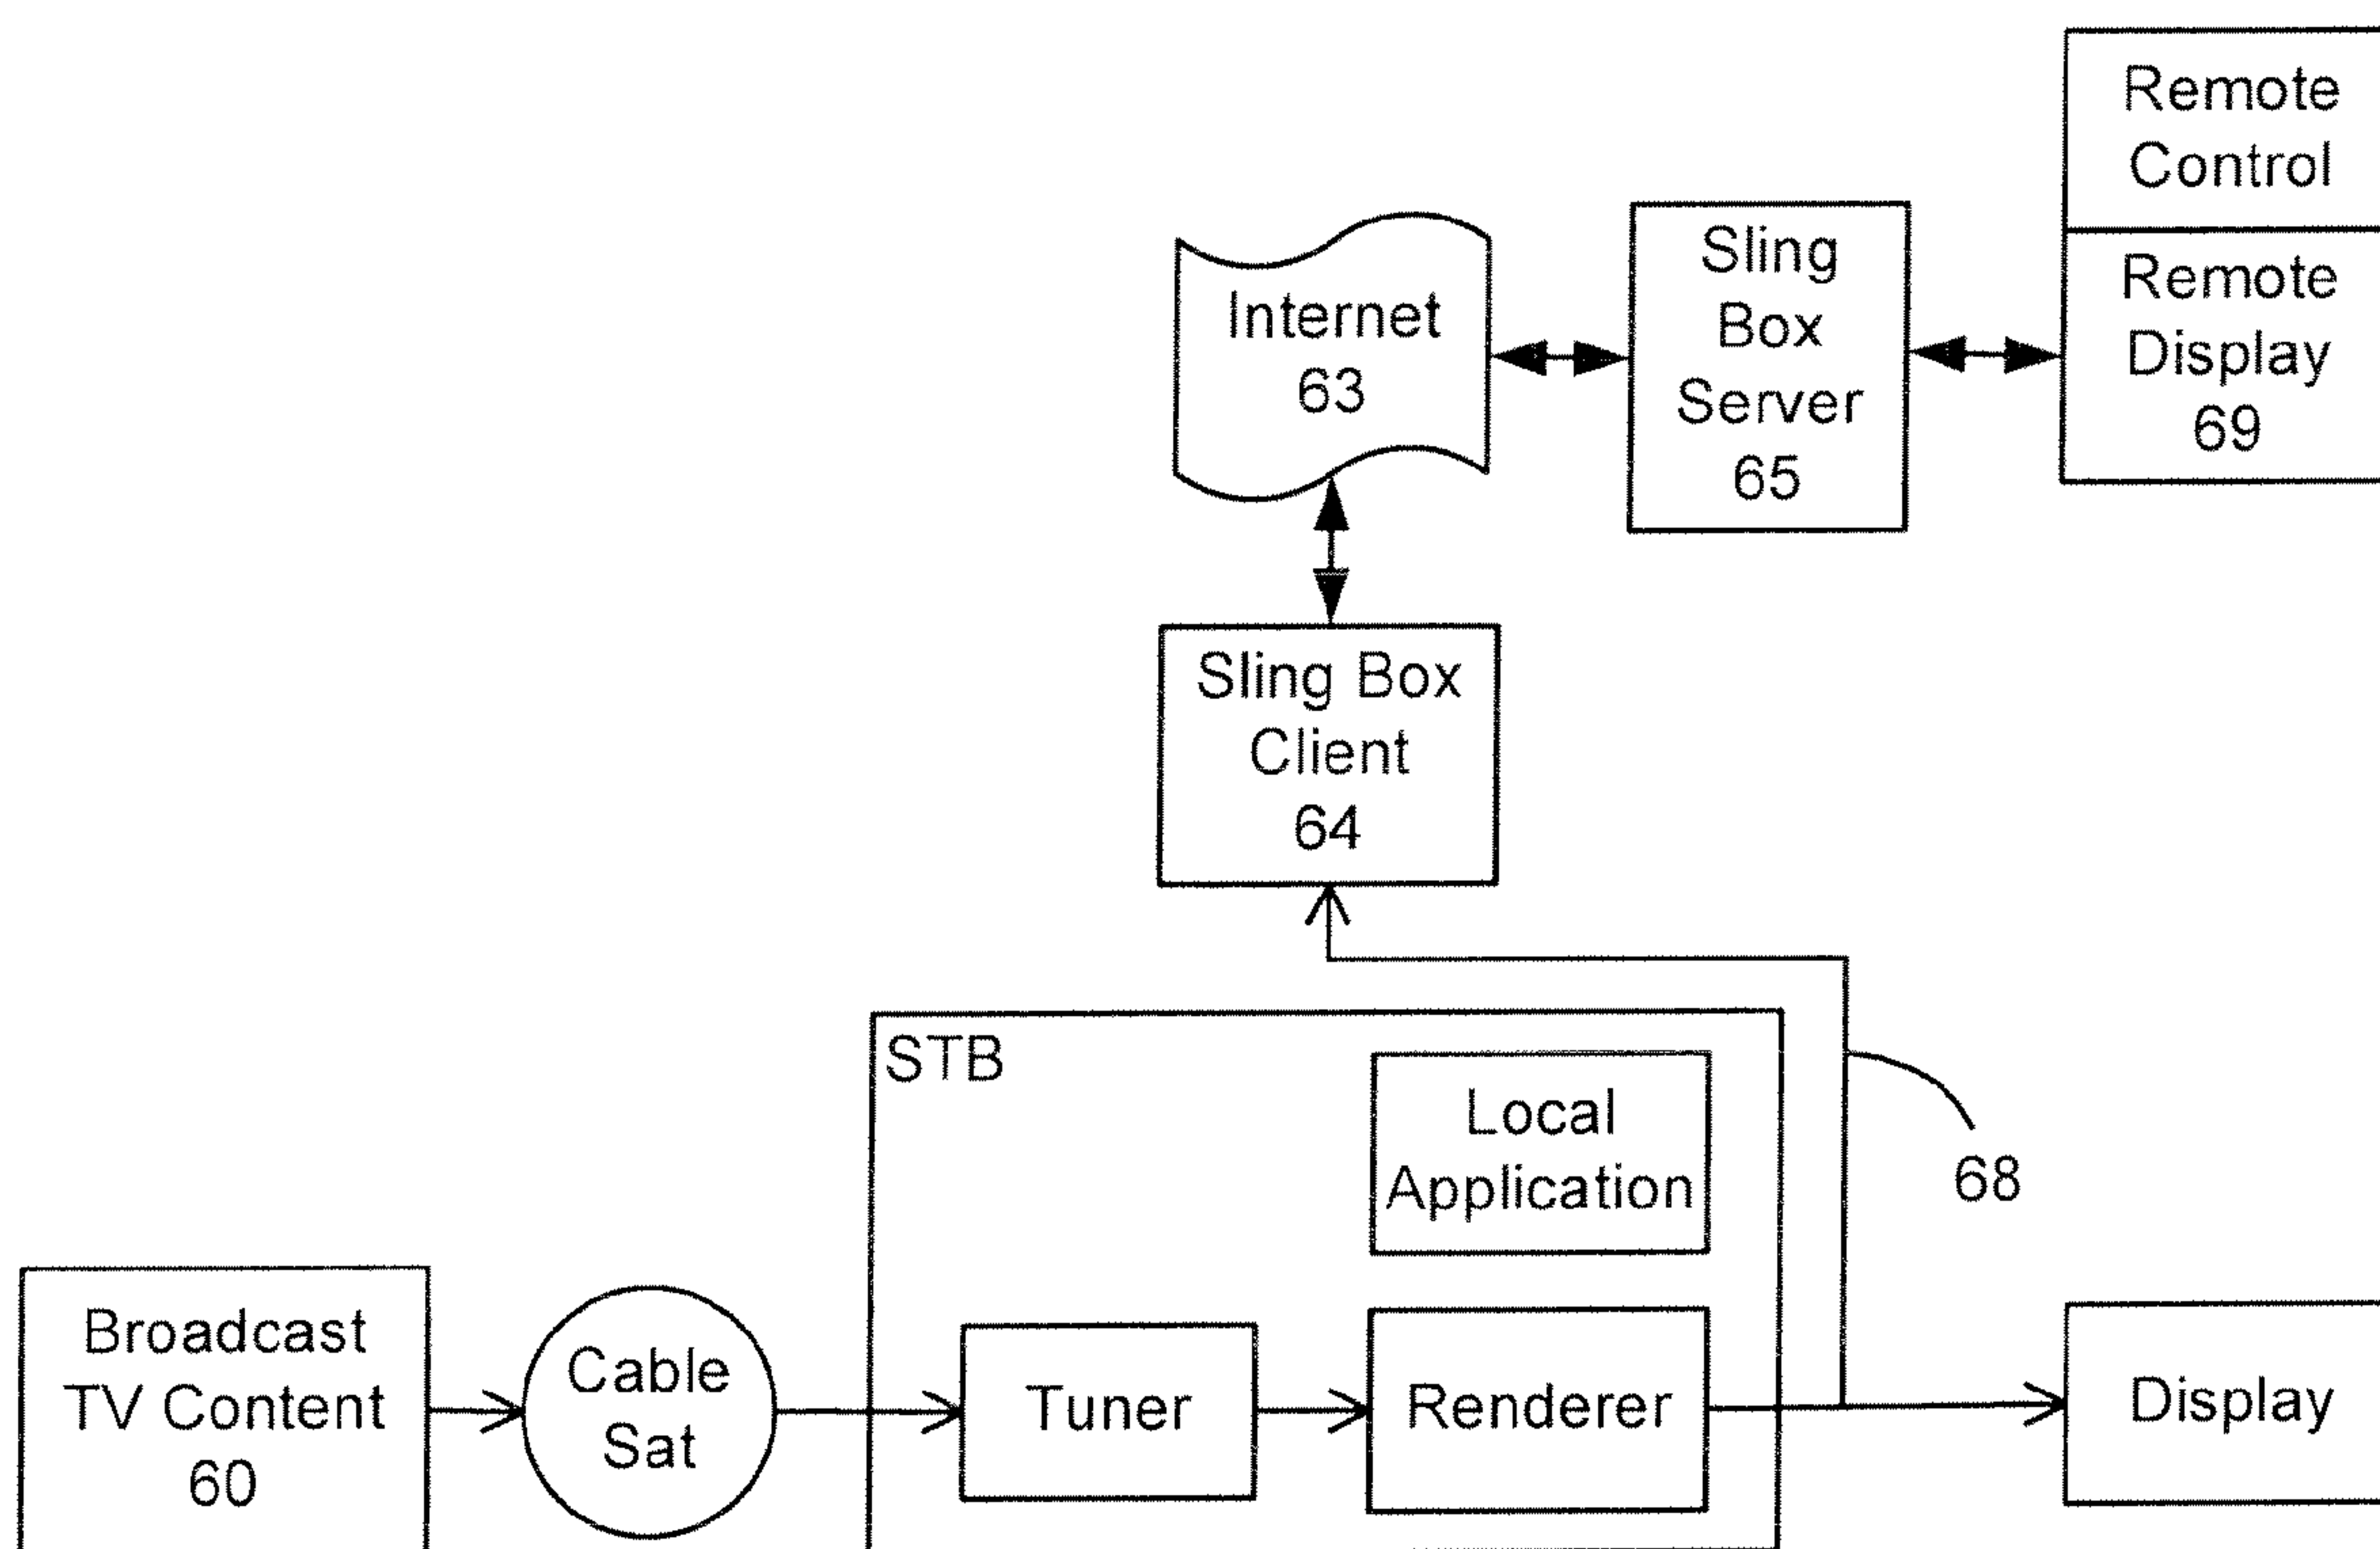 Remote
Control
Remote
Display
69
Sling
Box
Server
65
Internet
63
Sling Box
Client
64
STB
Local
Application
68
Broadcast
TV Content
60
Cable
Sat
Tuner
Renderer
Display